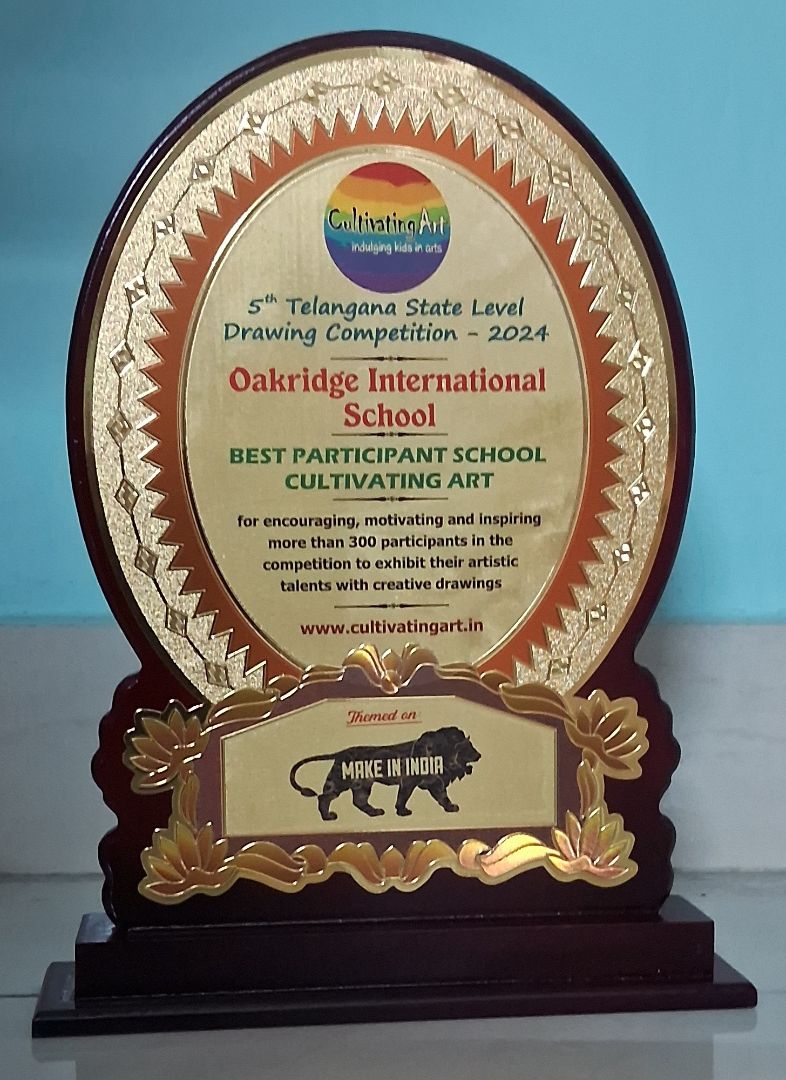 CultivatingArt
indulging kids in arts
5th Telangana State Level
Drawing Competition - 2024
Oakridge International
School
BEST PARTICIPANT SCHOOL
CULTIVATING ART
for encouraging, motivating and inspiring
more than 300 participants in the
competition to exhibit their artistic
talents with creative drawings
www.cultivatingart.in
Themed on:
MAKE IN INDIA